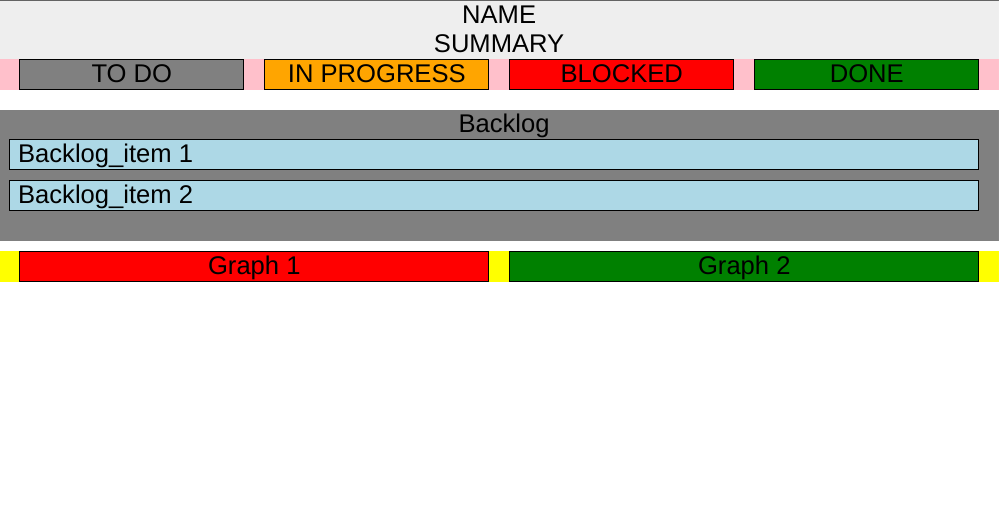 NAME
SUMMARY
TO DO IN PROGRESS BLOCKED DONE
Backlog
Backlog_item 1
Backlog_item 2
Graph 1 Graph 2